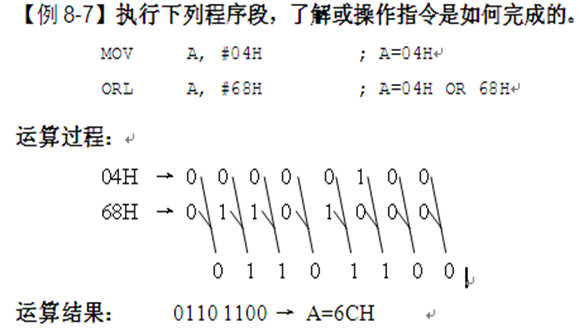 【例 8-7】执行下列程序段，了解或操作指令是如何完成的。
MOV A, #04H ; A=04H↵
ORL A, #68H ; A=04H OR 68H↵
运算过程：↵
04H → 0 0 0 0 0 1 0 0
68H → 0 1 1 0 1 0 0 0
0 1 1 0 1 1 0 0↵
运算结果： 0110 1100 → A=6CH ↵